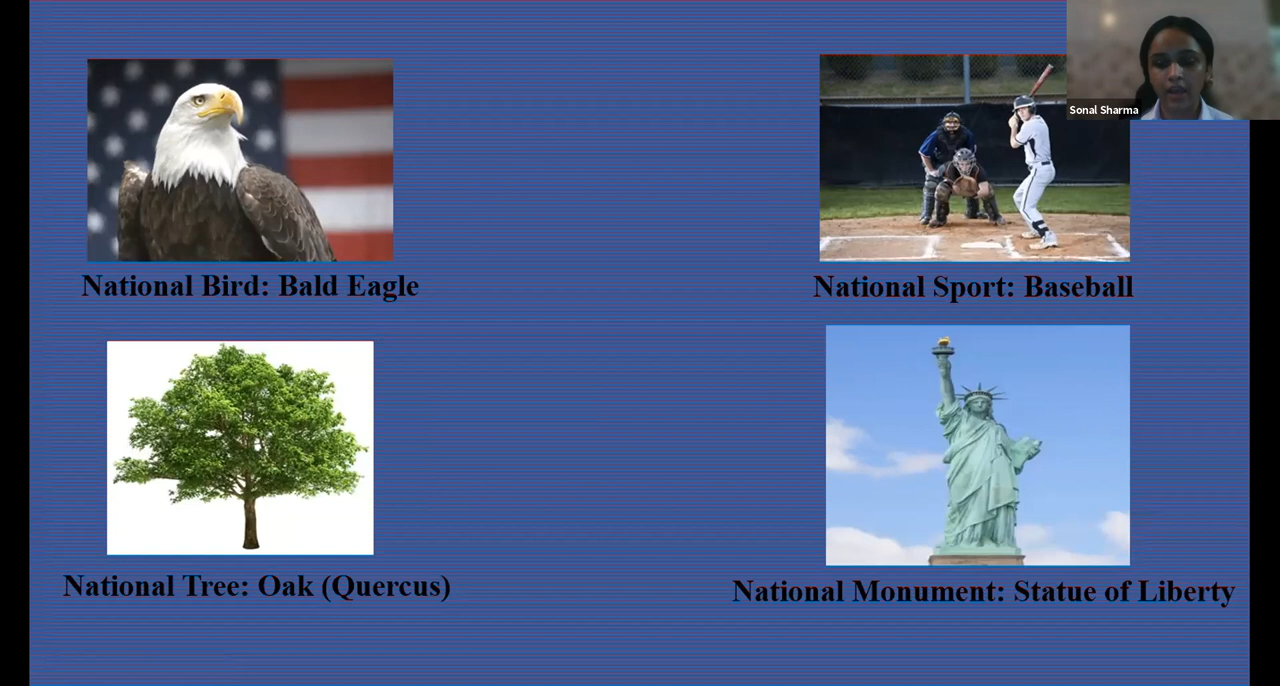 Sonal Sharma
National Bird: Bald Eagle
National Sport: Baseball
National Tree: Oak (Quercus)
National Monument: Statue of Liberty